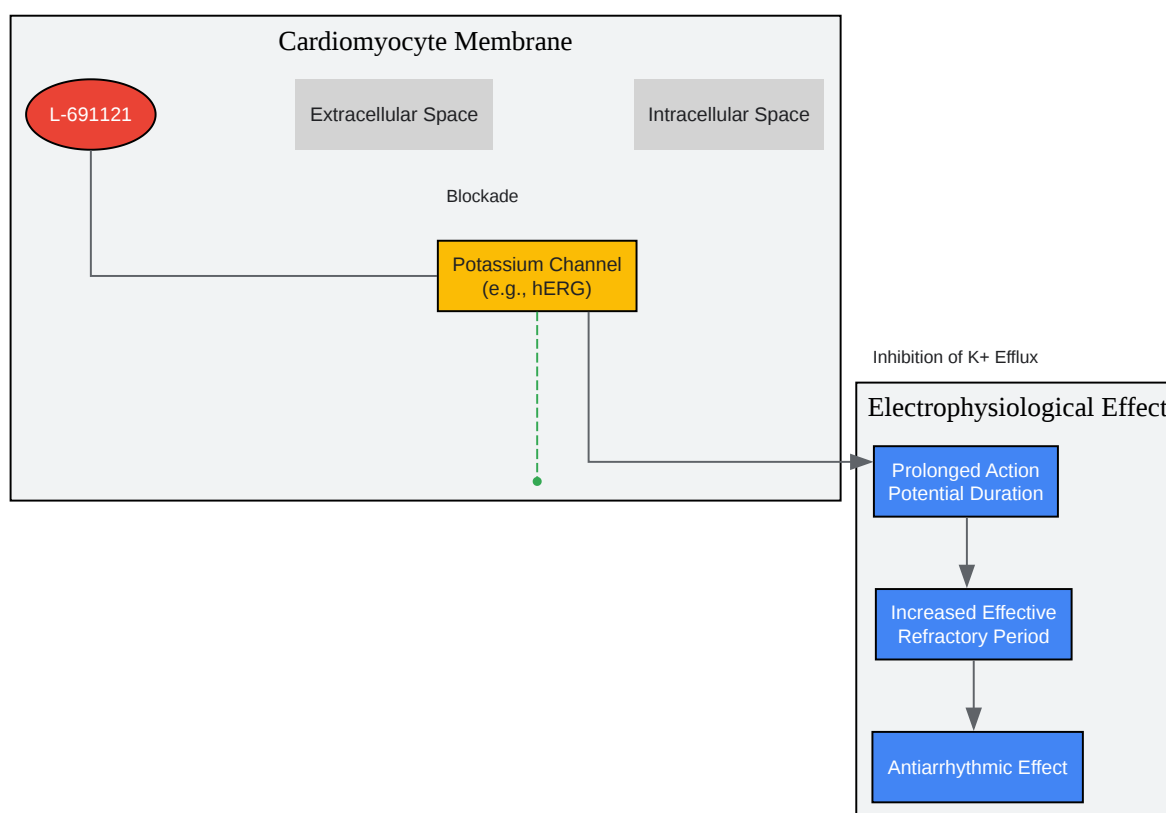 Cardiomyocyte Membrane
L-691121
Extracellular Space
Intracellular Space
Blockade
Potassium Channel
(e.g., hERG)
Inhibition of K+ Efflux
Electrophysiological Effect
Prolonged Action
Potential Duration
Increased Effective
Refractory Period
Antiarrhythmic Effect